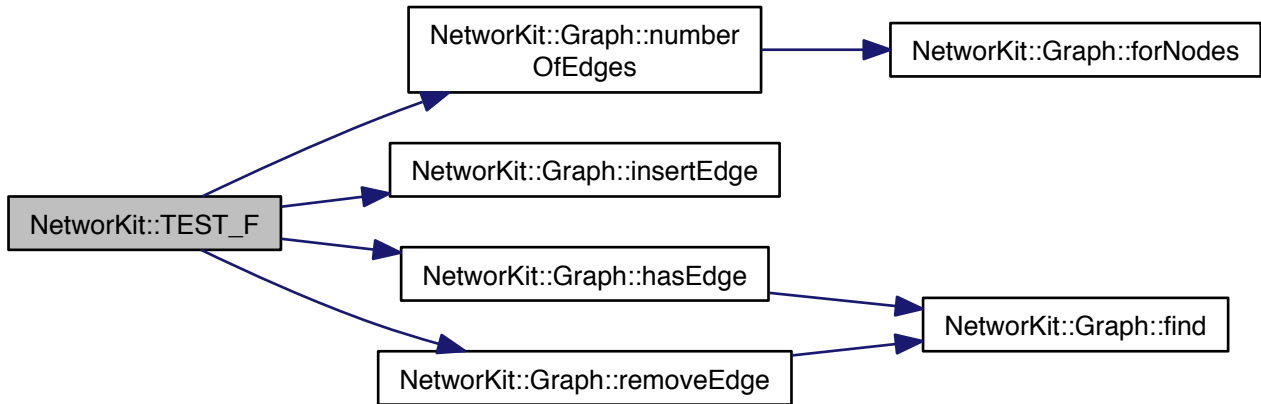 NetworKit::Graph::number
OfEdges
NetworKit::Graph::forNodes
NetworKit::Graph::insertEdge
NetworKit::TEST_F
NetworKit::Graph::hasEdge
NetworKit::Graph::find
NetworKit::Graph::removeEdge